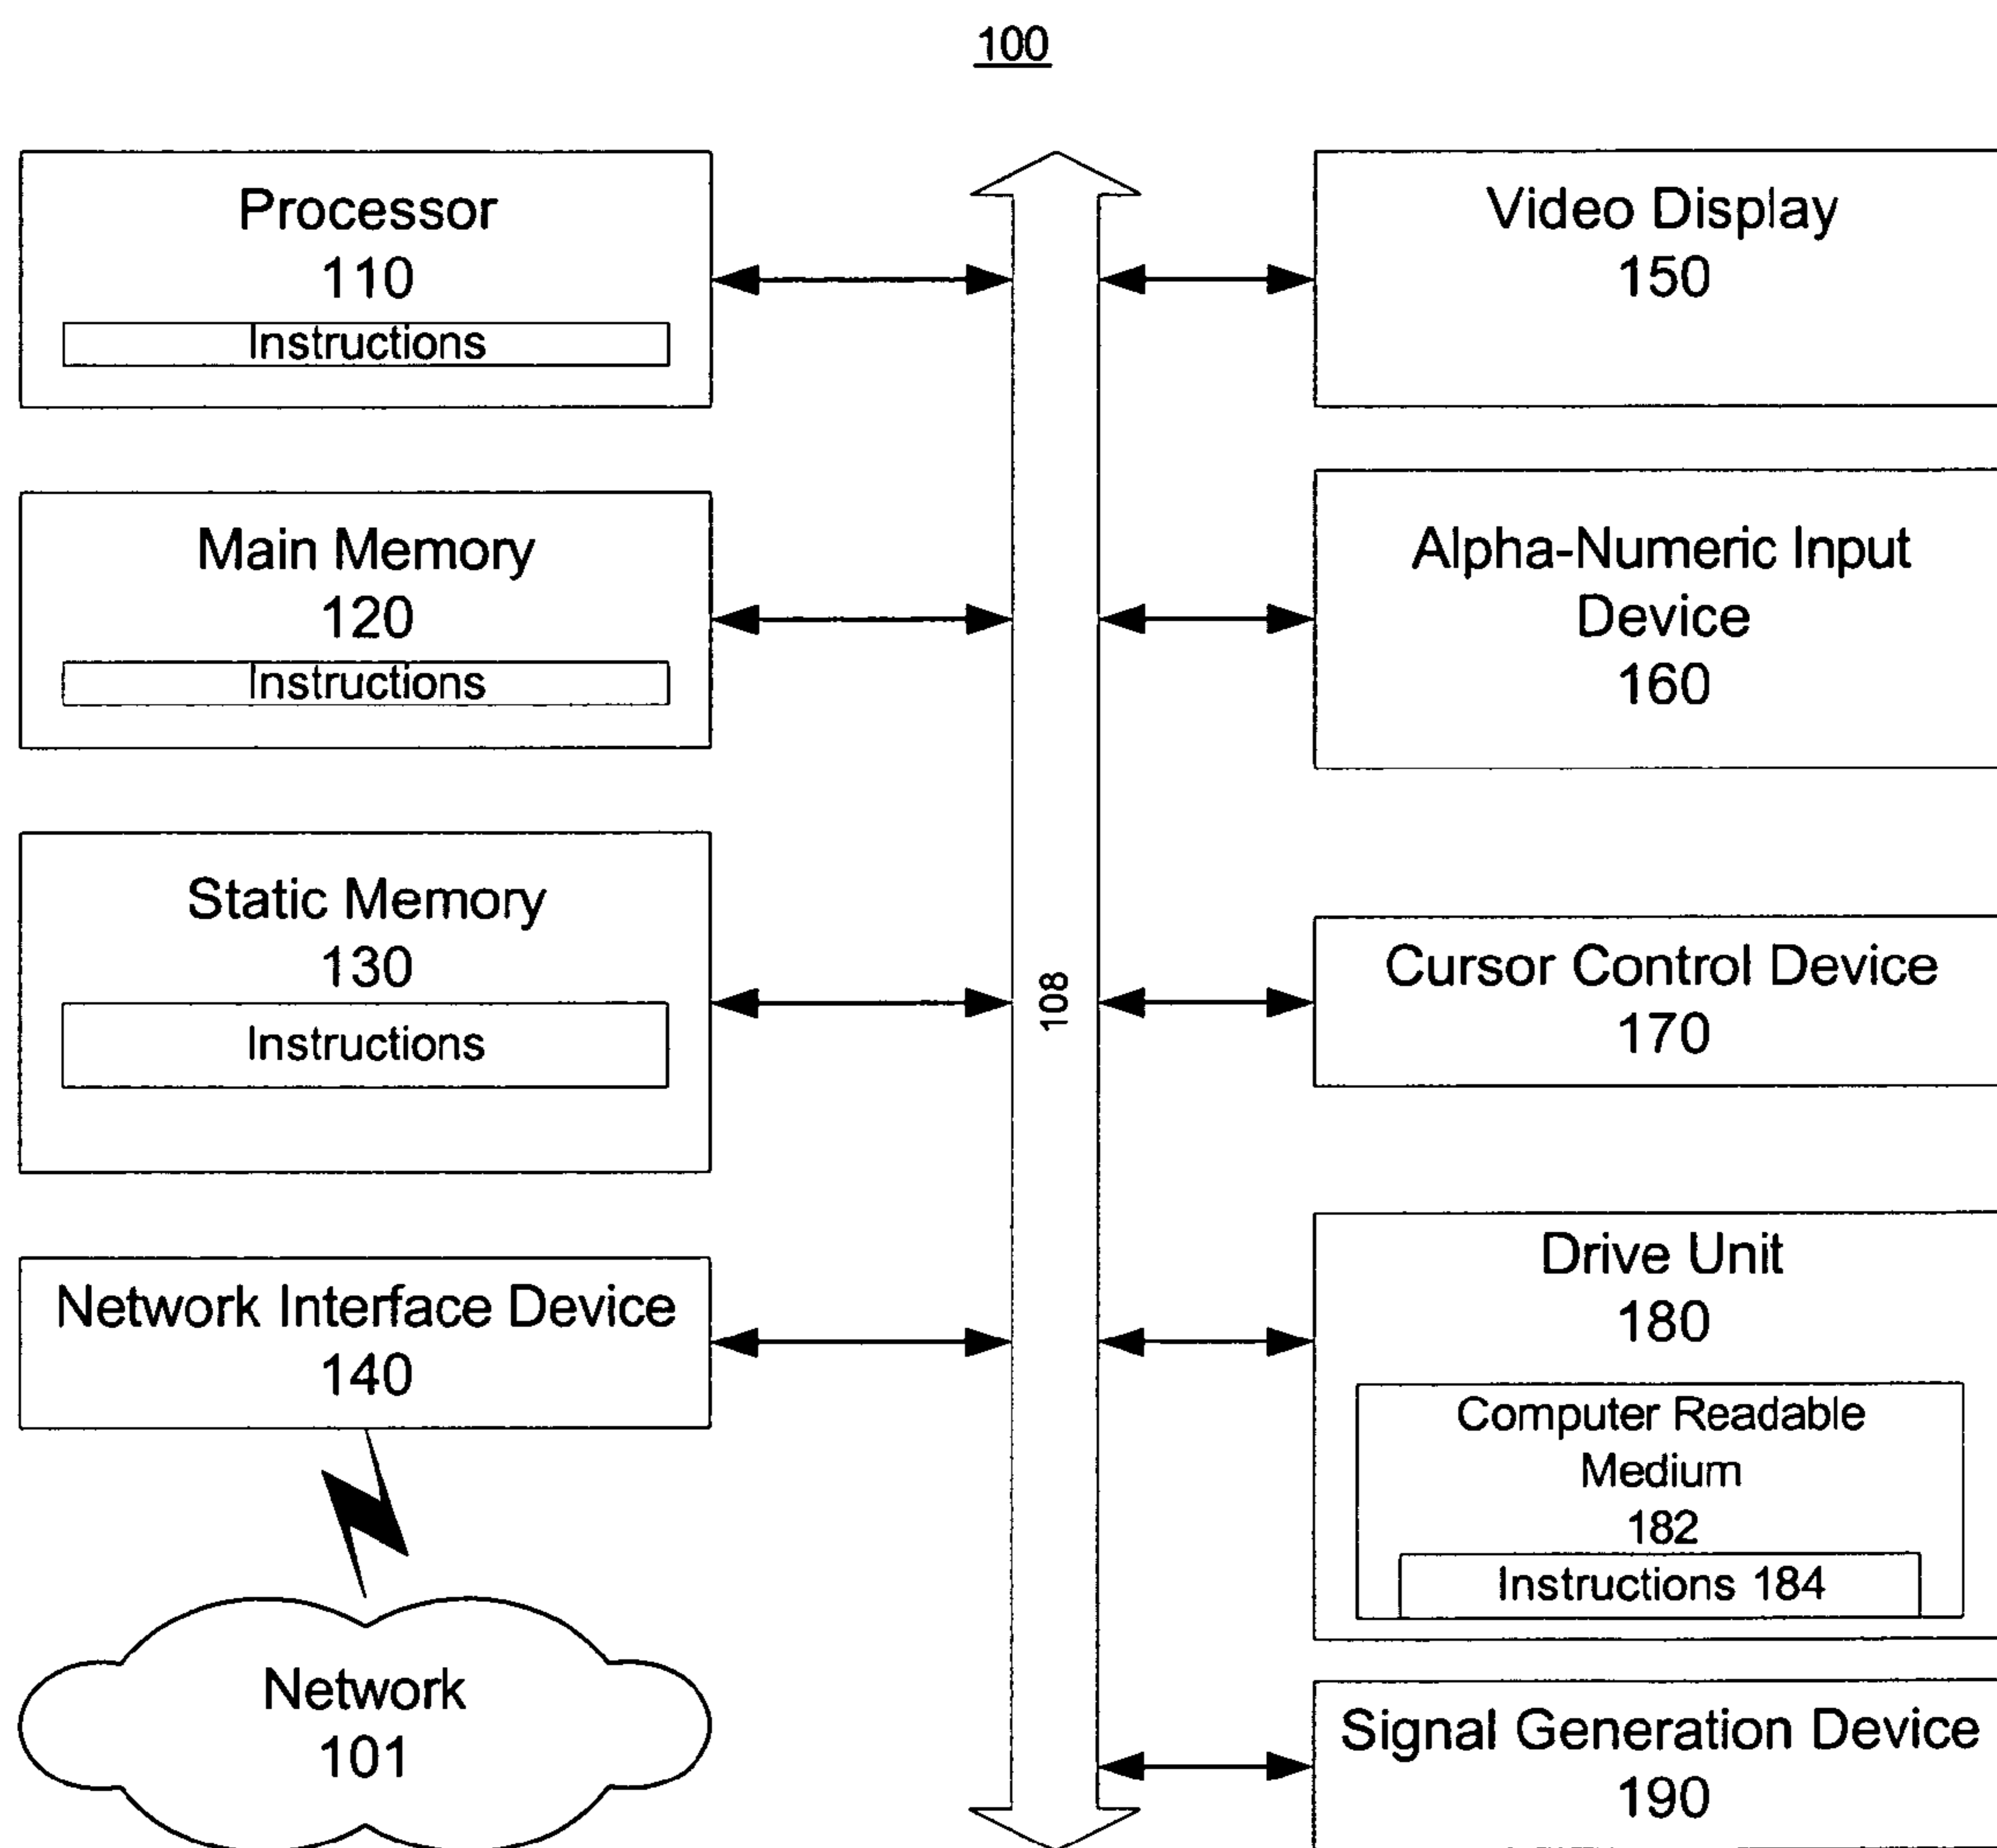 100
Processor
110
Instructions
Main Memory
120
Instructions
Static Memory
130
Instructions
Network Interface Device
140
Network
101
108
Video Display
150
Alpha-Numeric Input
Device
160
Cursor Control Device
170
Drive Unit
180
Computer Readable
Medium
182
Instructions 184
Signal Generation Device
190